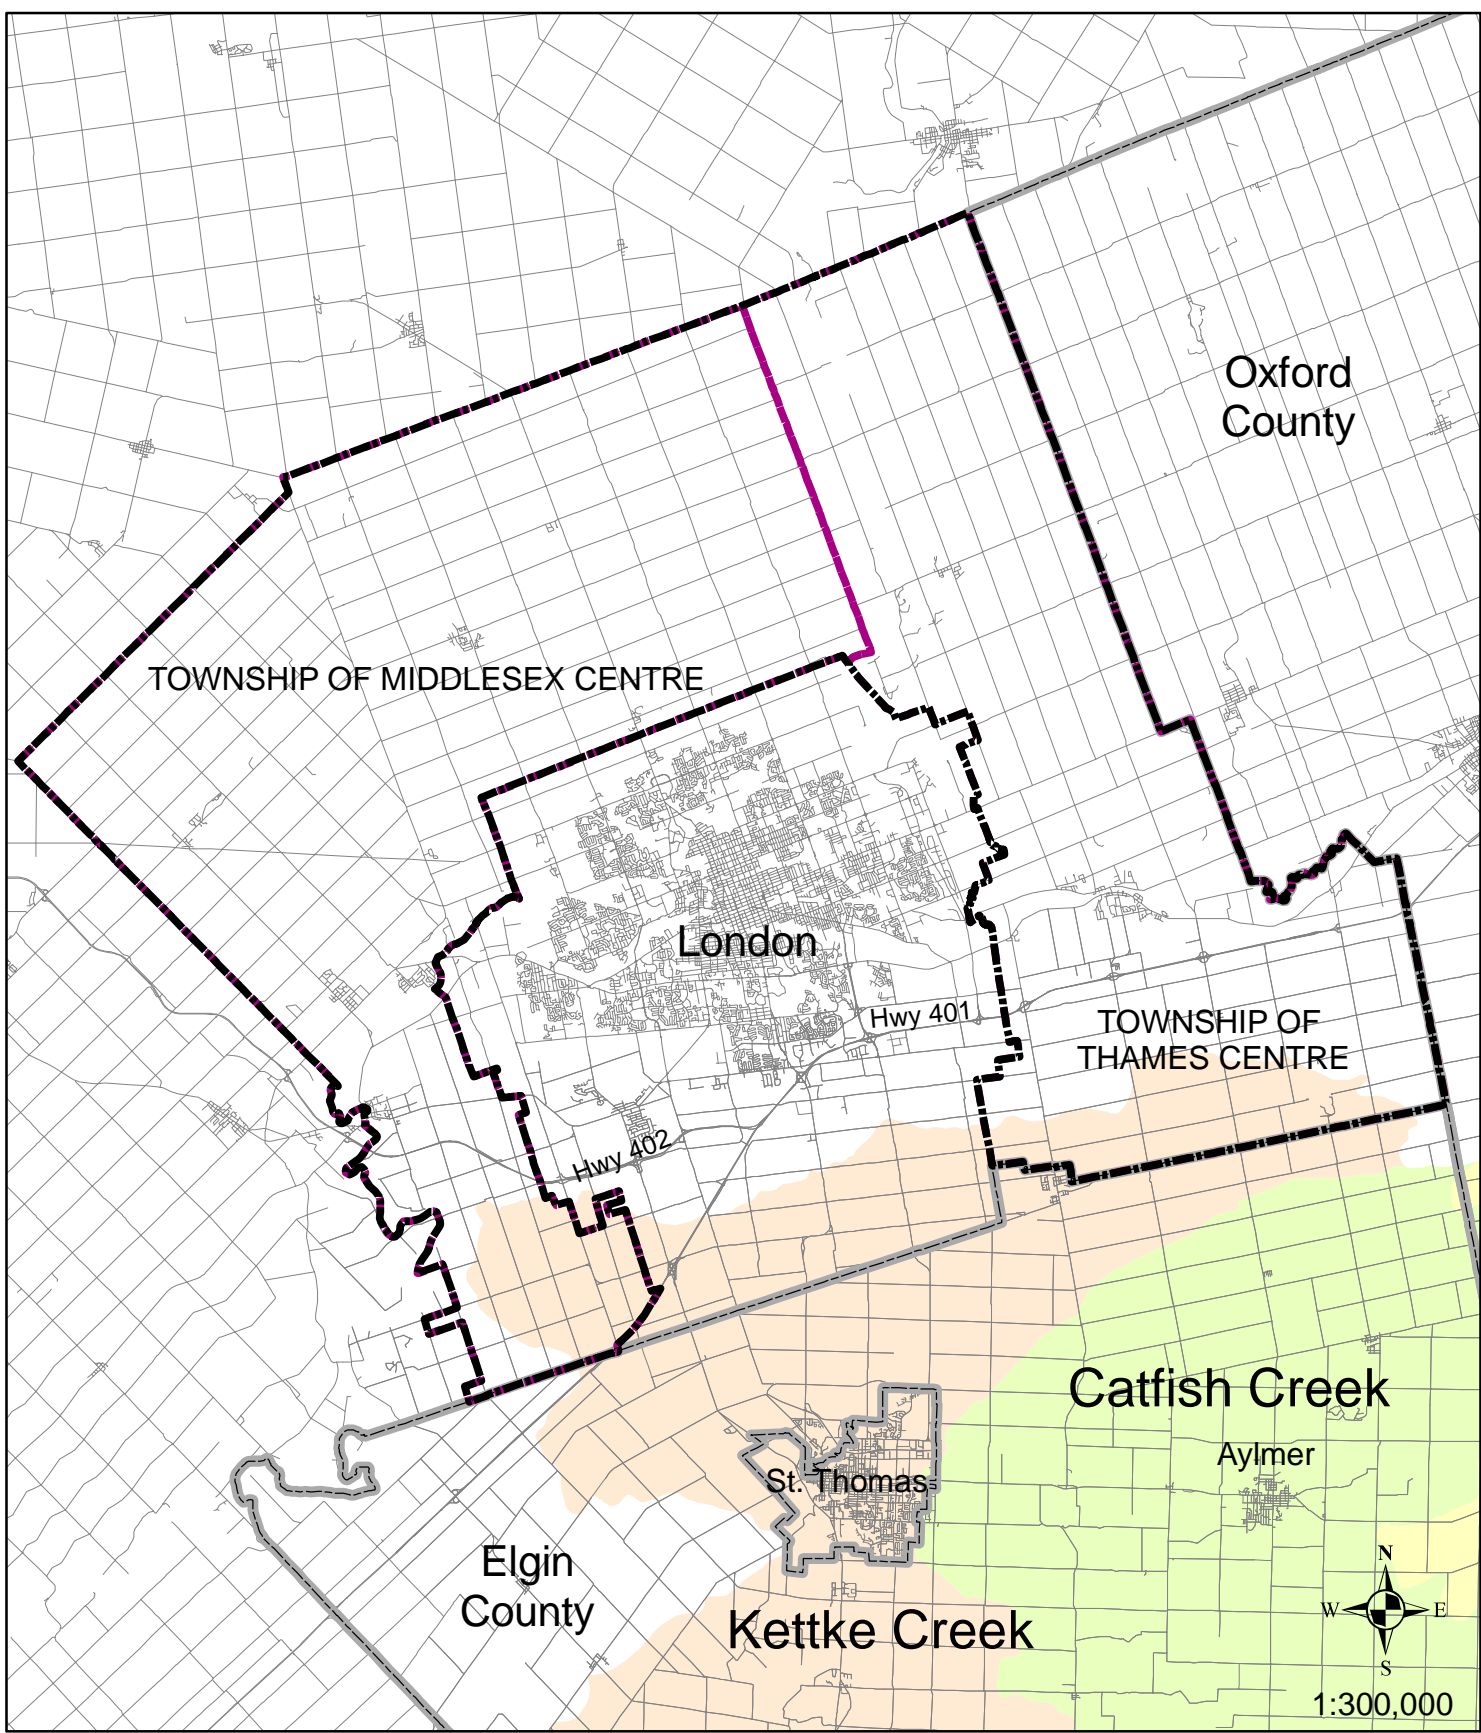 Oxford
County
TOWNSHIP OF MIDDLESEX CENTRE
London
Hwy 401
TOWNSHIP OF
THAMES CENTRE
Hwy 402
Catfish Creek
Aylmer
St. Thomas
Elgin
County
Kettke Creek
N
W
E
S
1:300,000